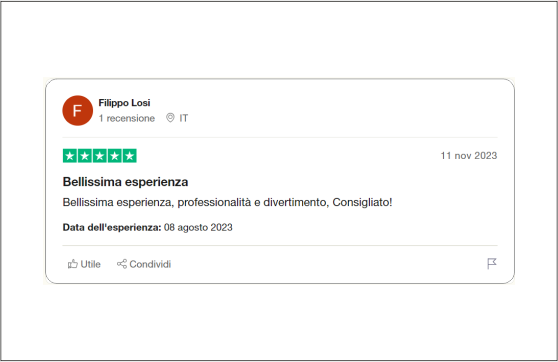 F
Filippo Losi
1 recensione IT
11 nov 2023
Bellissima esperienza
Bellissima esperienza, professionalità e divertimento, Consigliato!
Data dell'esperienza: 08 agosto 2023
Utile Condividi